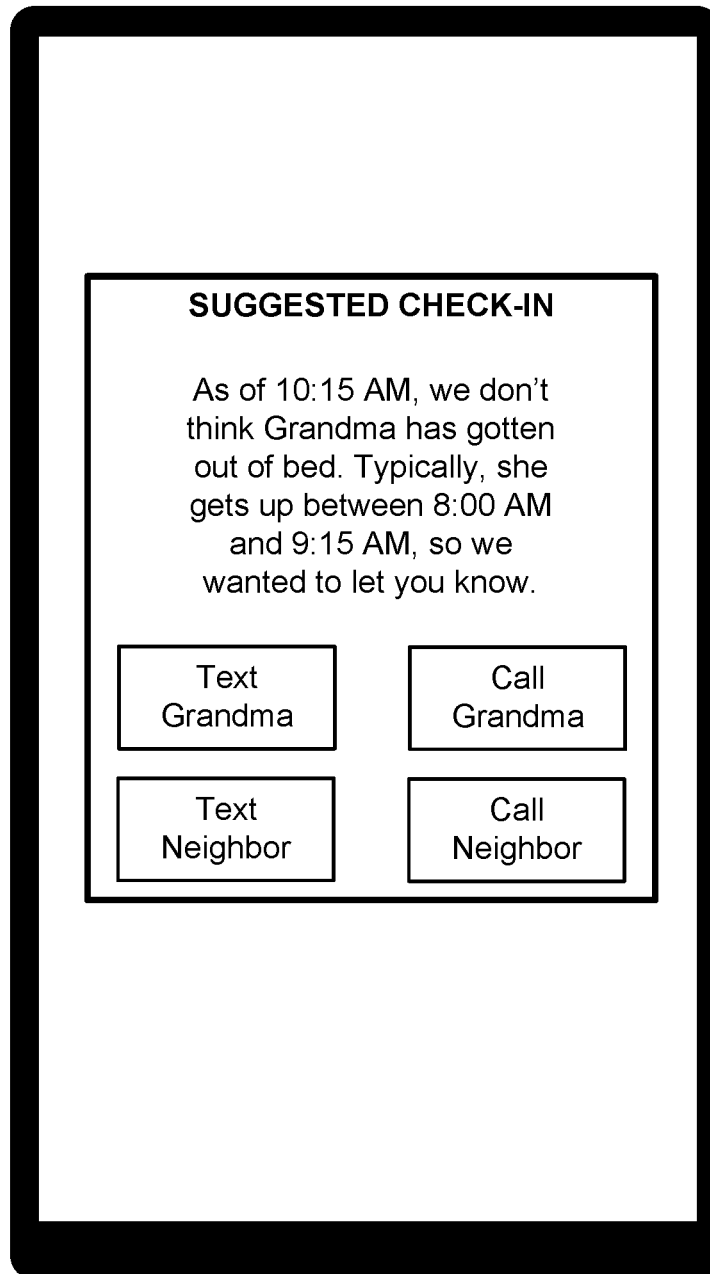 SUGGESTED CHECK-IN
As of 10:15 AM, we don’t
think Grandma has gotten
out of bed. Typically, she
gets up between 8:00 AM
and 9:15 AM, so we
wanted to let you know.
Text
Grandma
Call
Grandma
Text
Neighbor
Call
Neighbor